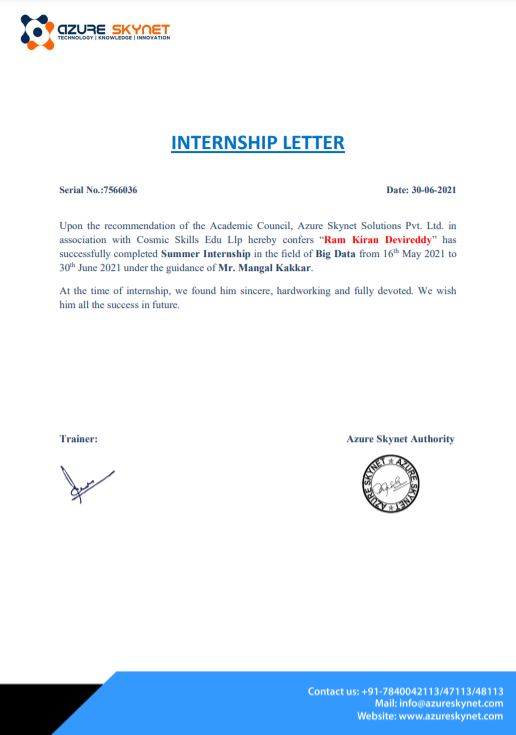 AZURE SKYNET
TECHNOLOGY | KNOWLEDGE | INNOVATION
INTERNSHIP LETTER
Serial No.:7566036 Date: 30-06-2021
Upon the recommendation of the Academic Council, Azure Skynet Solutions Pvt. Ltd. in
association with Cosmic Skills Edu Llp hereby confers “Ram Kiran Devireddy” has
successfully completed Summer Internship in the field of Big Data from 16th May 2021 to
30th June 2021 under the guidance of Mr. Mangal Kakkar.
At the time of internship, we found him sincere, hardworking and fully devoted. We wish
him all the success in future.
Trainer: Azure Skynet Authority
AZURE SKYNET ★ AZURE SKYNET ★
Contact us: +91-7840042113/47113/48113
Mail: info@azureskynet.com
Website: www.azureskynet.com